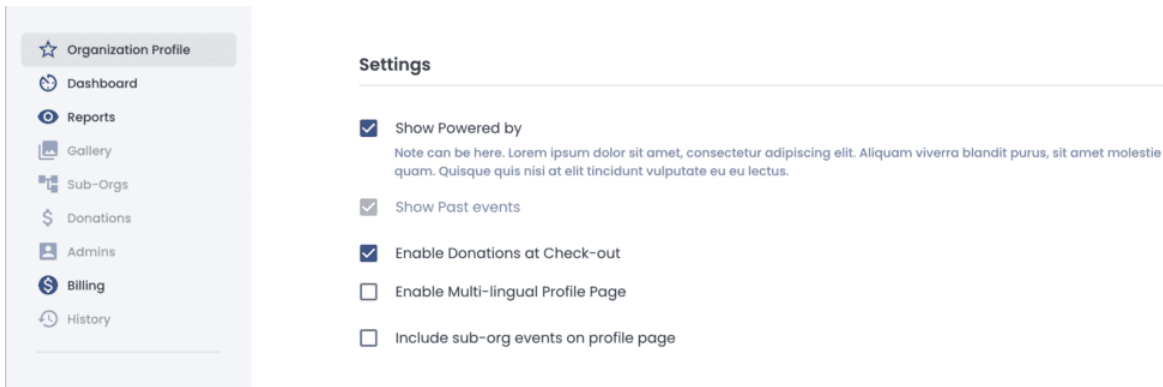 Organization Profile
Dashboard
Reports
Gallery
Sub-Orgs
Donations
Admins
Billing
History
Settings
Show Powered by
Note can be here. Lorem ipsum dolor sit amet, consectetur adipiscing elit. Aliquam viverra blandit purus, sit amet molestie
quam. Quisque quis nisi at elit tincidunt vulputate eu eu lectus.
Show Past events
Enable Donations at Check-out
Enable Multi-lingual Profile Page
Include sub-org events on profile page